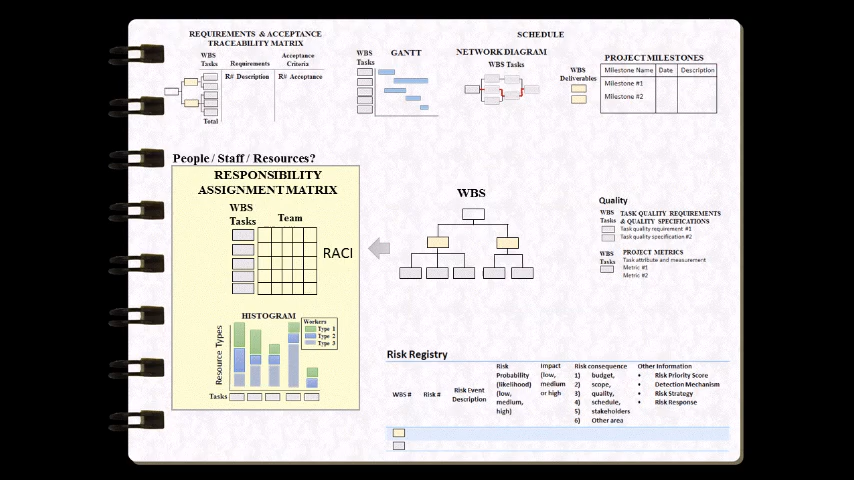 REQUIREMENTS & ACCEPTANCE
TRACEABILITY MATRIX
WBS
Tasks
Requirements
Acceptance
Criteria
R# Description
R# Acceptance
Total
SCHEDULE
WBS
Tasks
GANTT
NETWORK DIAGRAM
WBS Tasks
WBS
Deliverables
PROJECT MILESTONES
Milestone Name Date Description
Milestone #1
Milestone #2
People / Staff / Resources?
RESPONSIBILITY
ASSIGNMENT MATRIX
WBS
Tasks
Team
RACI
HISTOGRAM
Resource Types
Workers
Type 1
Type 2
Type 3
Tasks
WBS
Quality
WBS
Tasks
TASK QUALITY REQUIREMENTS
& QUALITY SPECIFICATIONS
Task quality requirement #1
Task quality specification #2
WBS
Tasks
PROJECT METRICS
Task attribute and measurement
Metric #1
Metric #2
Risk Registry
WBS #
Risk #
Risk Event
Description
Risk
Probability
(likelihood)
(low,
medium,
high)
Impact
(low,
medium
or high
Risk consequence
1) budget,
2) scope,
3) quality,
4) schedule,
5) stakeholders
6) Other area
Other Information
• Risk Priority Score
• Detection Mechanism
• Risk Strategy
• Risk Response